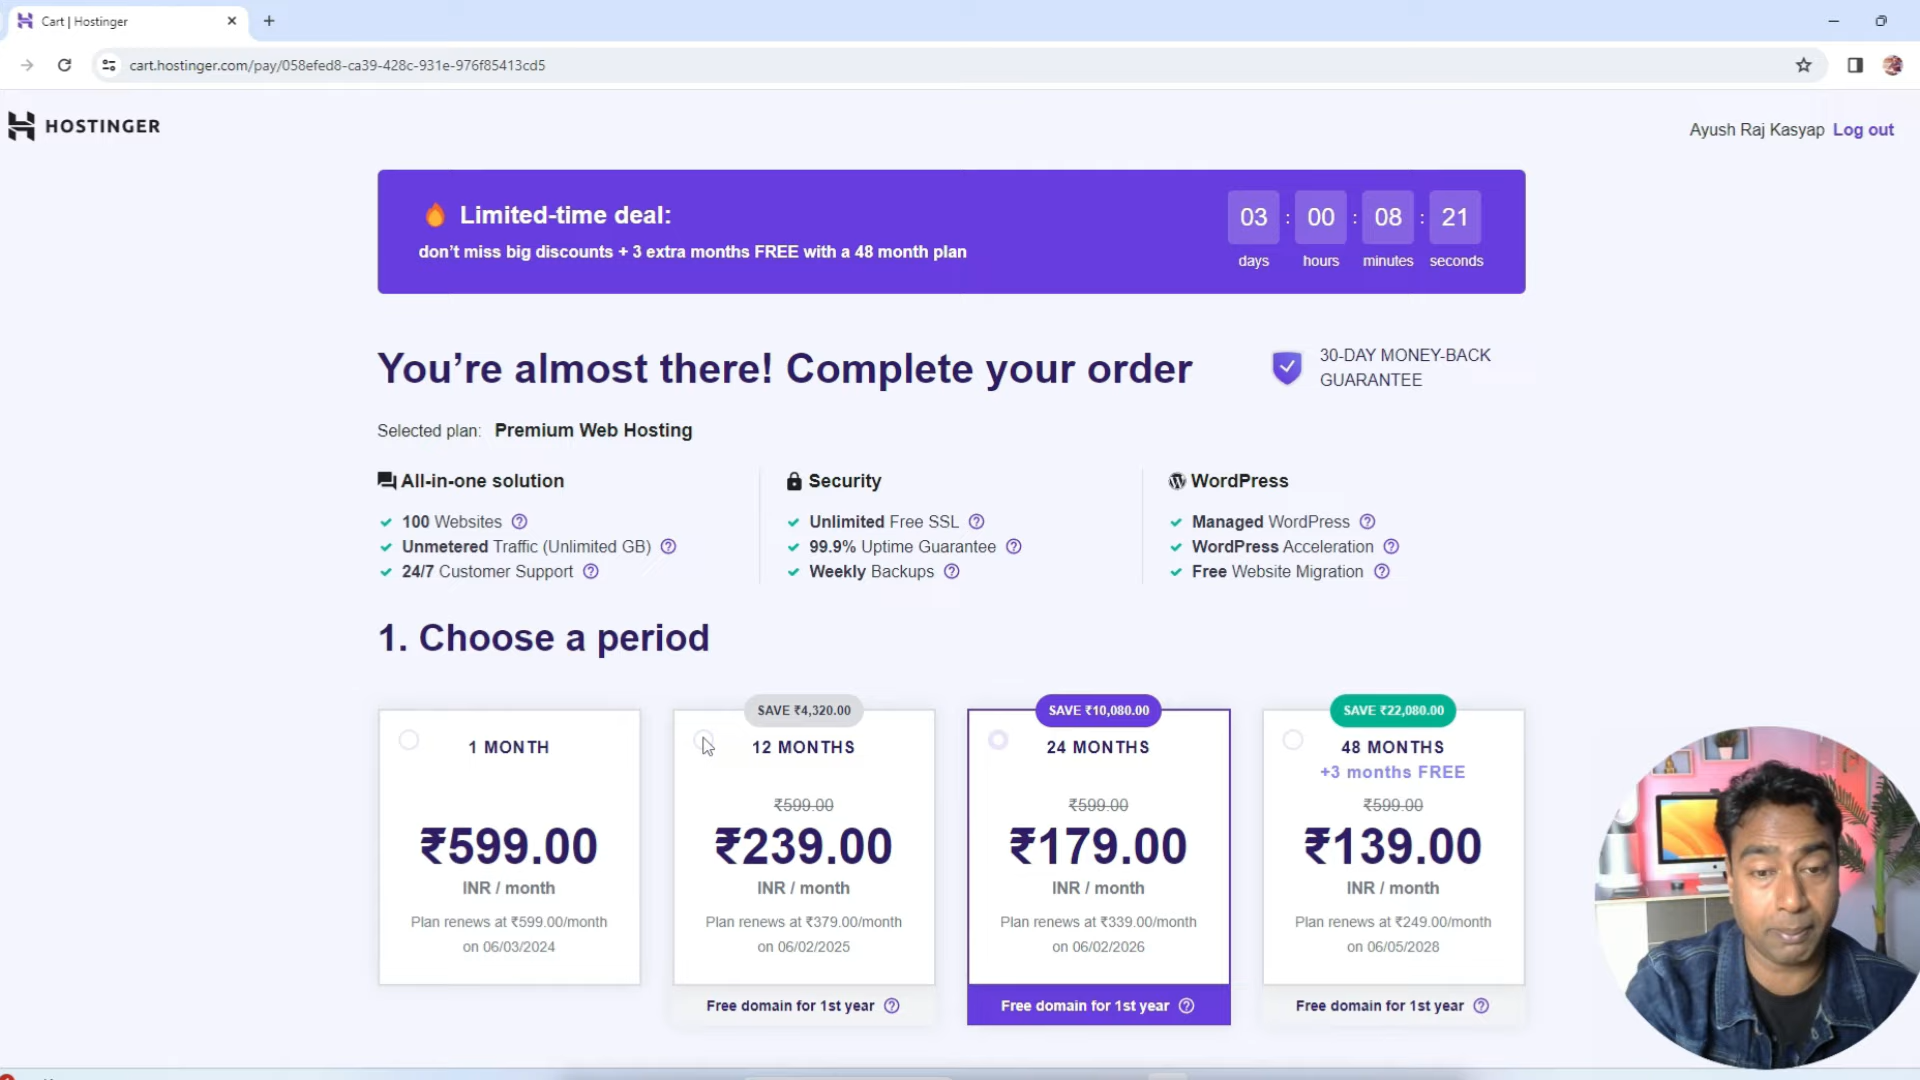 Cart | Hostinger
cart.hostinger.com/pay/058efed8-ca39-428c-931e-976f85413cd5
HOSTINGER
Ayush Raj Kasyap Log out
Limited-time deal:
don’t miss big discounts + 3 extra months FREE with a 48 month plan
03 : 00 : 08 : 21
days hours minutes seconds
You’re almost there! Complete your order
30-DAY MONEY-BACK
GUARANTEE
Selected plan: Premium Web Hosting
All-in-one solution
100 Websites
Unmetered Traffic (Unlimited GB)
24/7 Customer Support
Security
Unlimited Free SSL
99.9% Uptime Guarantee
Weekly Backups
WordPress
Managed WordPress
WordPress Acceleration
Free Website Migration
1. Choose a period
1 MONTH
₹599.00
INR / month
Plan renews at ₹599.00/month
on 06/03/2024
SAVE ₹4,320.00
12 MONTHS
₹599.00
₹239.00
INR / month
Plan renews at ₹379.00/month
on 06/02/2025
Free domain for 1st year
SAVE ₹10,080.00
24 MONTHS
₹599.00
₹179.00
INR / month
Plan renews at ₹339.00/month
on 06/02/2026
Free domain for 1st year
SAVE ₹22,080.00
48 MONTHS
+3 months FREE
₹599.00
₹139.00
INR / month
Plan renews at ₹249.00/month
on 06/05/2028
Free domain for 1st year